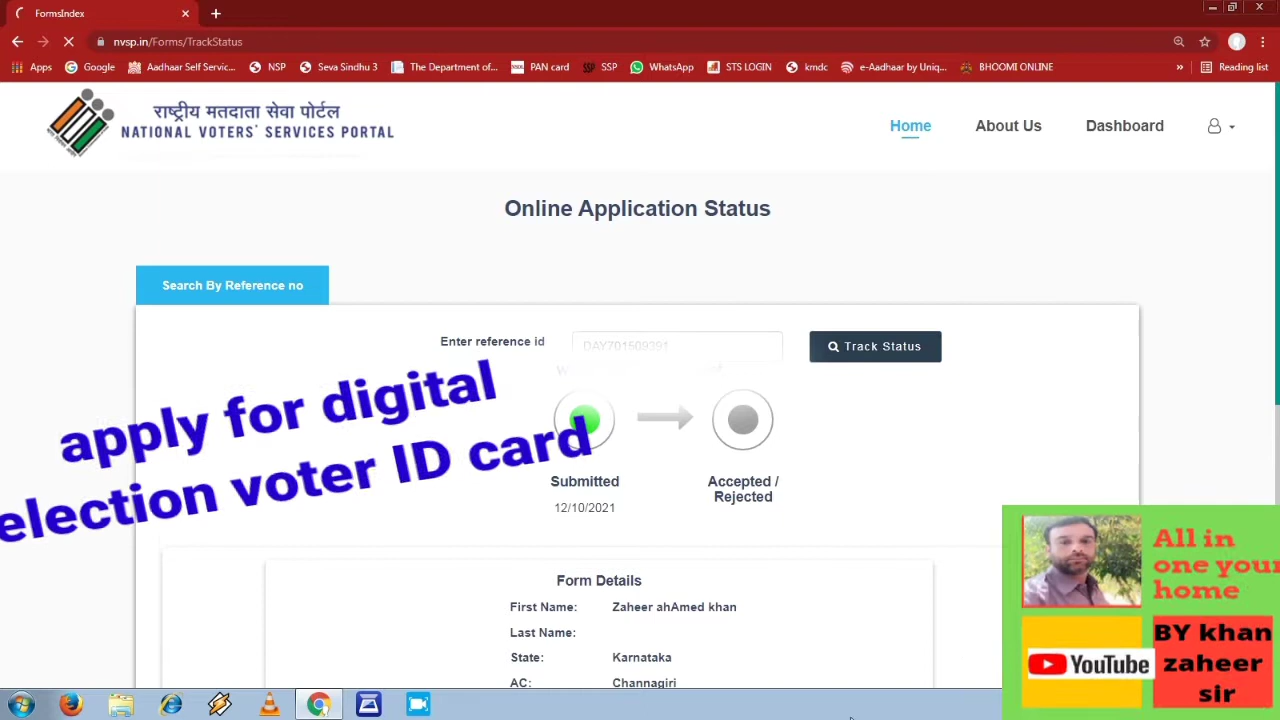 FormsIndex
nvsp.in/Forms/TrackStatus
Apps Google Aadhaar Self Servic... NSP Seva Sindhu 3 The Department of... PAN card SSP WhatsApp STS LOGIN kmdc e-Aadhaar by Uniq... BHOOMI ONLINE » Reading list
राष्ट्रीय मतदाता सेवा पोर्टल
NATIONAL VOTERS' SERVICES PORTAL
Home About Us Dashboard
Online Application Status
Search By Reference no
Enter reference id DAY701509391 Track Status
apply for digital
election voter ID card
Submitted
12/10/2021
Accepted /
Rejected
Form Details
First Name: Zaheer ahAmed khan
Last Name:
State: Karnataka
AC: Channagiri
All in
one your
home
YouTube
BY khan
zaheer
sir